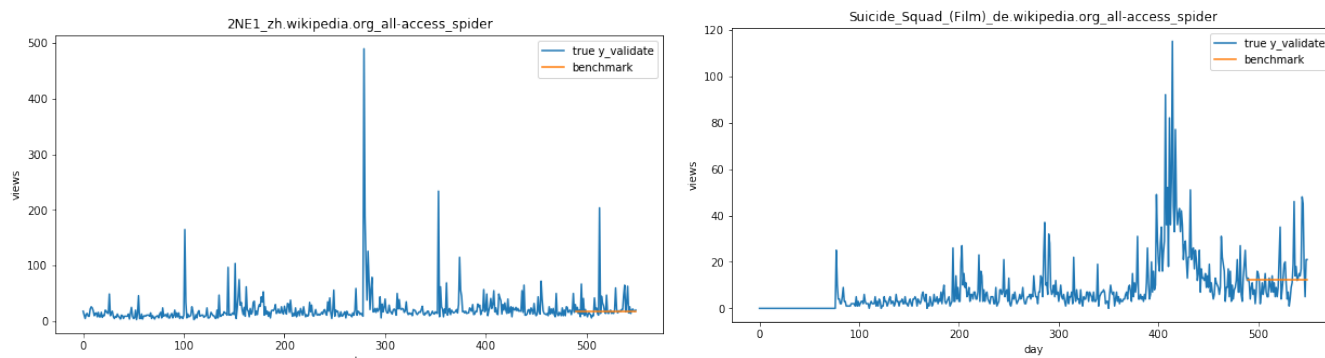 2NE1_zh.wikipedia.org_all-access_spider
true y_validate
benchmark
500
400
300
200
100
0
views
0 100 200 300 400 500
Suicide_Squad_(Film)_de.wikipedia.org_all-access_spider
true y_validate
benchmark
120
100
80
60
40
20
0
views
0 100 200 300 400 500
day